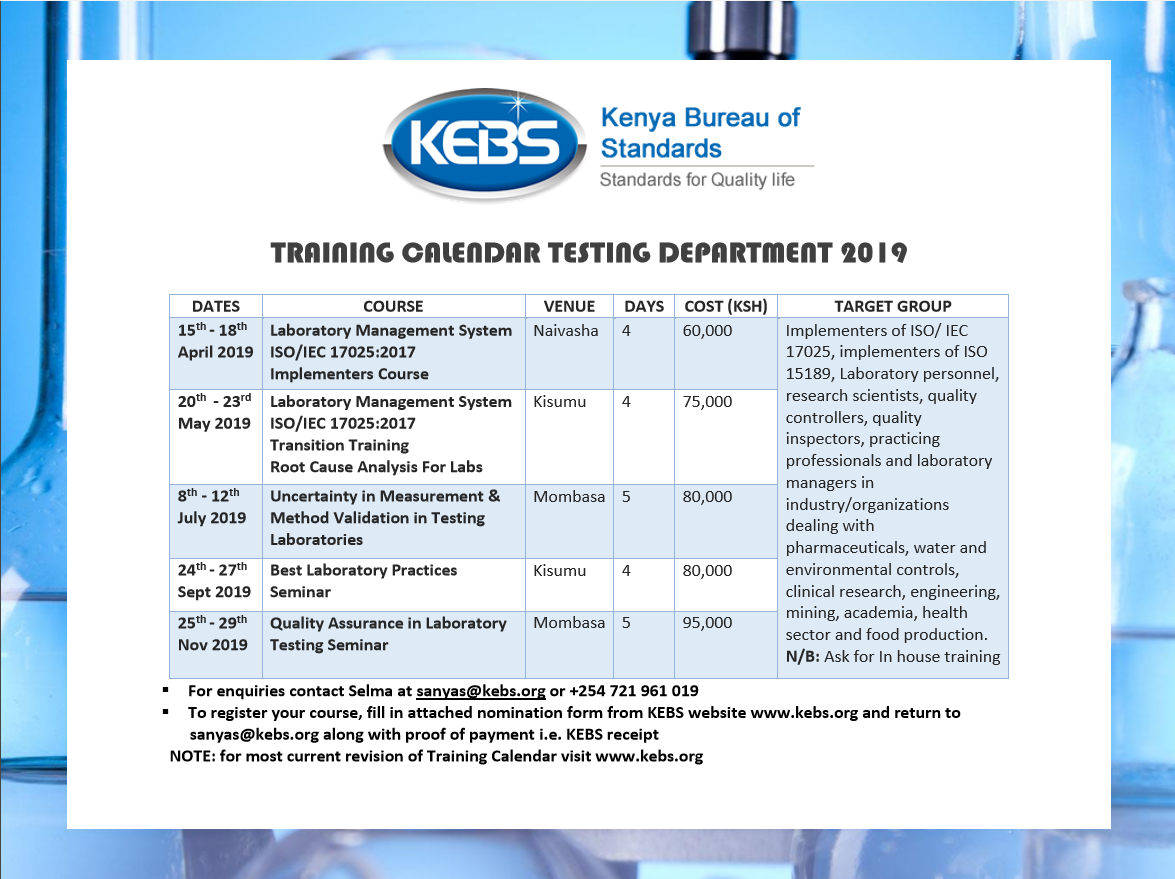 KEBS
Kenya Bureau of
Standards
Standards for Quality life
TRAINING CALENDAR TESTING DEPARTMENT 2019
DATES COURSE VENUE DAYS COST (KSH) TARGET GROUP
15th - 18th
April 2019
Laboratory Management System
ISO/IEC 17025:2017
Implementers Course
Naivasha 4 60,000
20th - 23rd
May 2019
Laboratory Management System
ISO/IEC 17025:2017
Transition Training
Root Cause Analysis For Labs
Kisumu 4 75,000
8th - 12th
July 2019
Uncertainty in Measurement &
Method Validation in Testing
Laboratories
Mombasa 5 80,000
24th - 27th
Sept 2019
Best Laboratory Practices
Seminar
Kisumu 4 80,000
25th - 29th
Nov 2019
Quality Assurance in Laboratory
Testing Seminar
Mombasa 5 95,000
Implementers of ISO/ IEC
17025, implementers of ISO
15189, Laboratory personnel,
research scientists, quality
controllers, quality
inspectors, practicing
professionals and laboratory
managers in
industry/organizations
dealing with
pharmaceuticals, water and
environmental controls,
clinical research, engineering,
mining, academia, health
sector and food production.
N/B: Ask for In house training
▪ For enquiries contact Selma at sanyas@kebs.org or +254 721 961 019
▪ To register your course, fill in attached nomination form from KEBS website www.kebs.org and return to
sanyas@kebs.org along with proof of payment i.e. KEBS receipt
NOTE: for most current revision of Training Calendar visit www.kebs.org